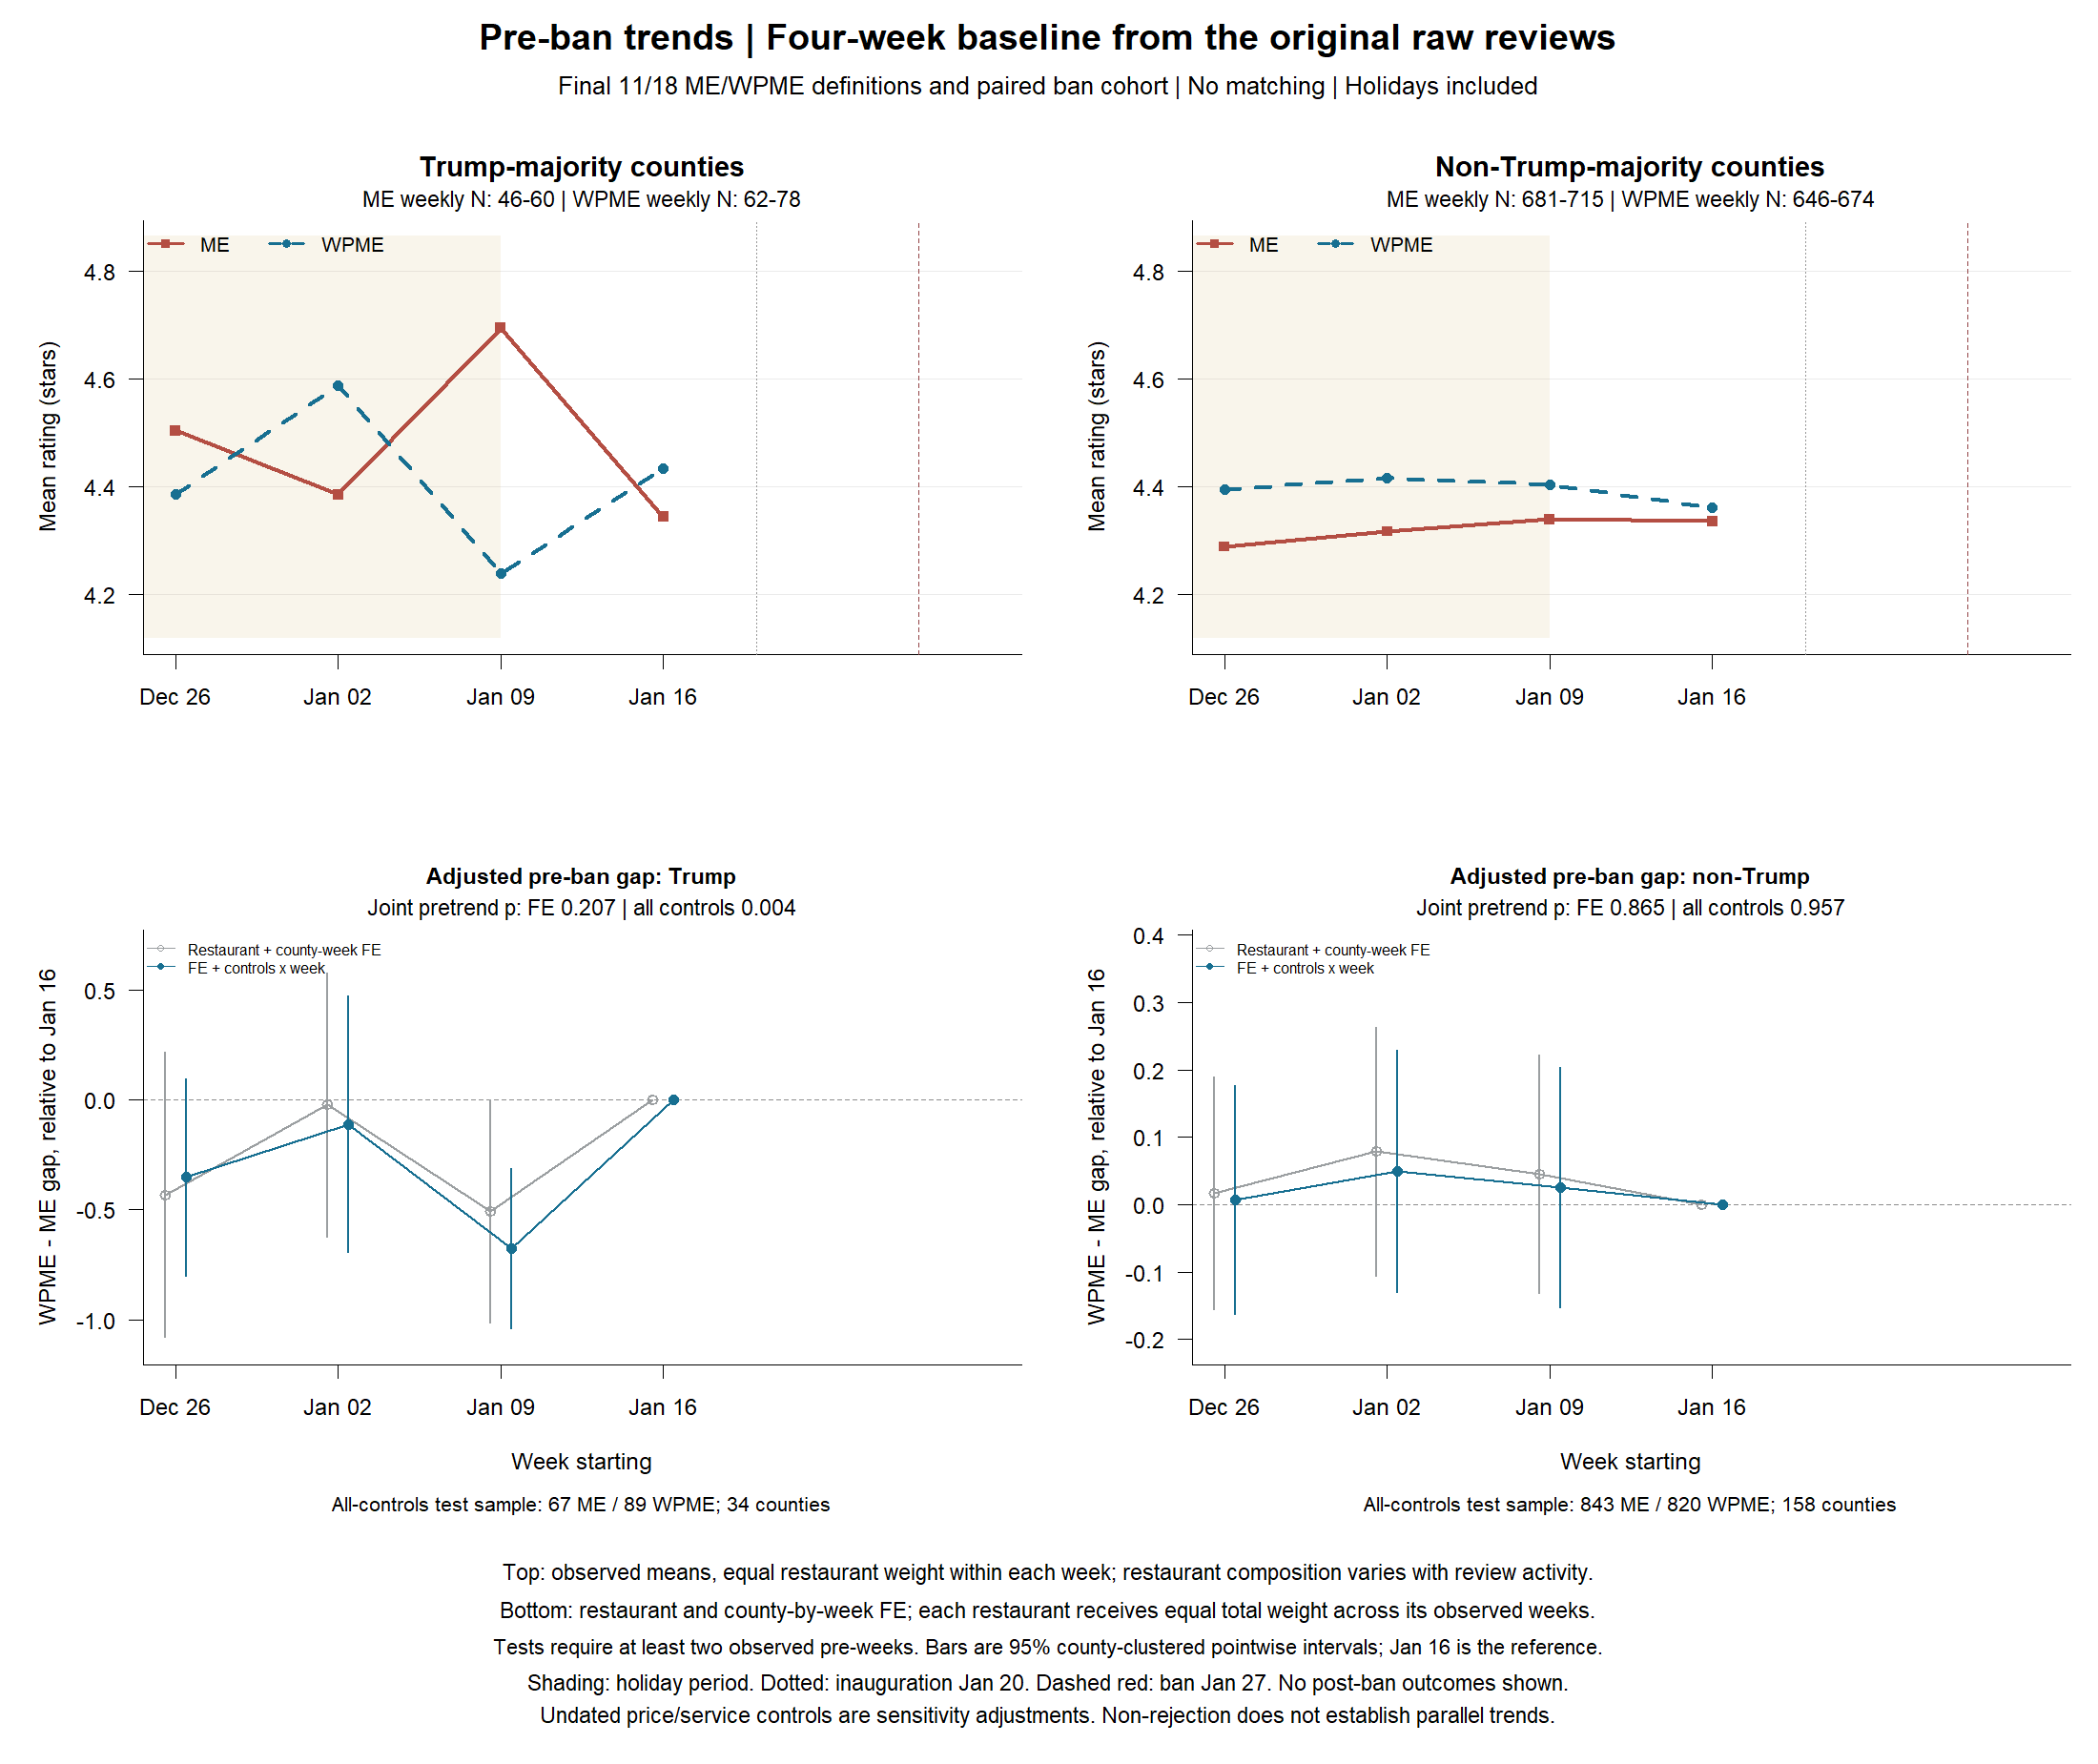 Pre-ban trends | Four-week baseline from the original raw reviews
Final 11/18 ME/WPME definitions and paired ban cohort | No matching | Holidays included
Trump-majority counties
ME weekly N: 46-60 | WPME weekly N: 62-78
ME
WPME
Mean rating (stars)
4.8
4.6
4.4
4.2
Dec 26
Jan 02
Jan 09
Jan 16
Non-Trump-majority counties
ME weekly N: 681-715 | WPME weekly N: 646-674
ME
WPME
Mean rating (stars)
4.8
4.6
4.4
4.2
Dec 26
Jan 02
Jan 09
Jan 16
Adjusted pre-ban gap: Trump
Joint pretrend p: FE 0.207 | all controls 0.004
Restaurant + county-week FE
FE + controls x week
WPME - ME gap, relative to Jan 16
0.5
0.0
-0.5
-1.0
Dec 26
Jan 02
Jan 09
Jan 16
Week starting
All-controls test sample: 67 ME / 89 WPME; 34 counties
Adjusted pre-ban gap: non-Trump
Joint pretrend p: FE 0.865 | all controls 0.957
Restaurant + county-week FE
FE + controls x week
WPME - ME gap, relative to Jan 16
0.4
0.3
0.2
0.1
0.0
-0.1
-0.2
Dec 26
Jan 02
Jan 09
Jan 16
Week starting
All-controls test sample: 843 ME / 820 WPME; 158 counties
Top: observed means, equal restaurant weight within each week; restaurant composition varies with review activity.
Bottom: restaurant and county-by-week FE; each restaurant receives equal total weight across its observed weeks.
Tests require at least two observed pre-weeks. Bars are 95% county-clustered pointwise intervals; Jan 16 is the reference.
Shading: holiday period. Dotted: inauguration Jan 20. Dashed red: ban Jan 27. No post-ban outcomes shown.
Undated price/service controls are sensitivity adjustments. Non-rejection does not establish parallel trends.